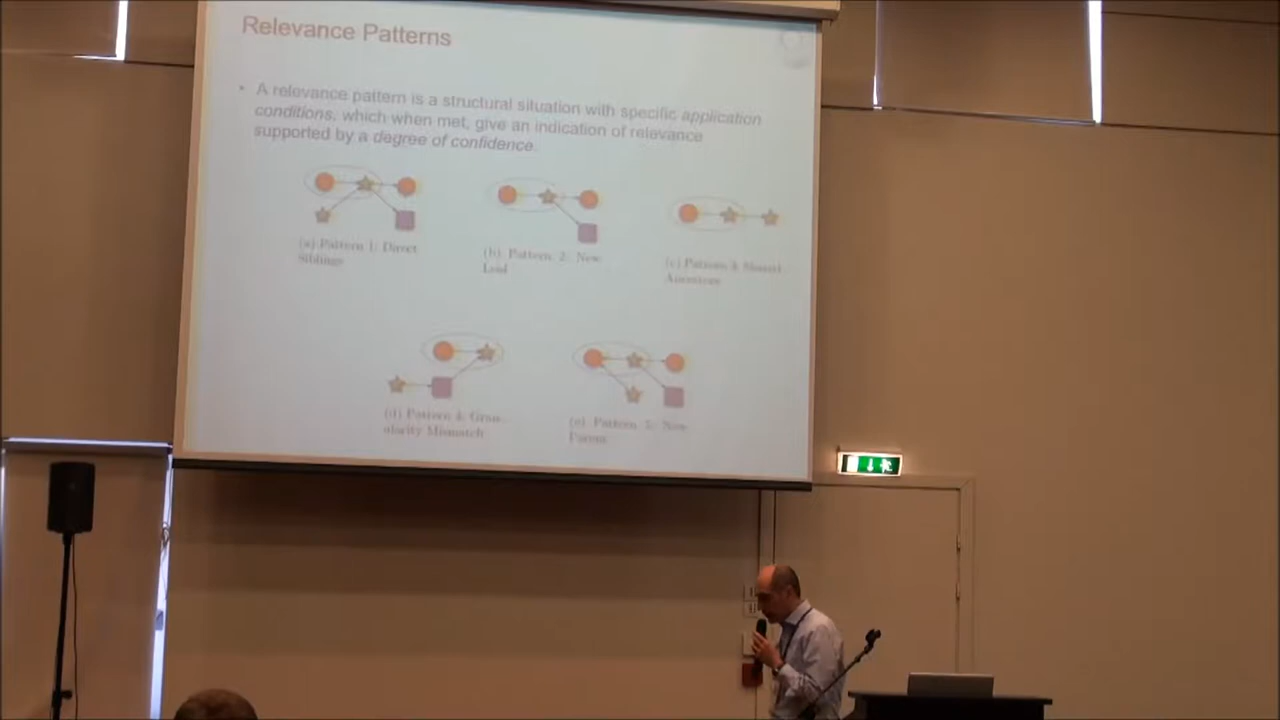 Relevance Patterns
• A relevance pattern is a structural situation with specific application
conditions, which when met, give an indication of relevance
supported by a degree of confidence.
(a) Pattern 1: Direct
Siblings
(b) Pattern 2: New
Leaf
(c) Pattern 3: Shared
Ancestors
(d) Pattern 4: Gran-
ularity Mismatch
(e) Pattern 5: New
Parent